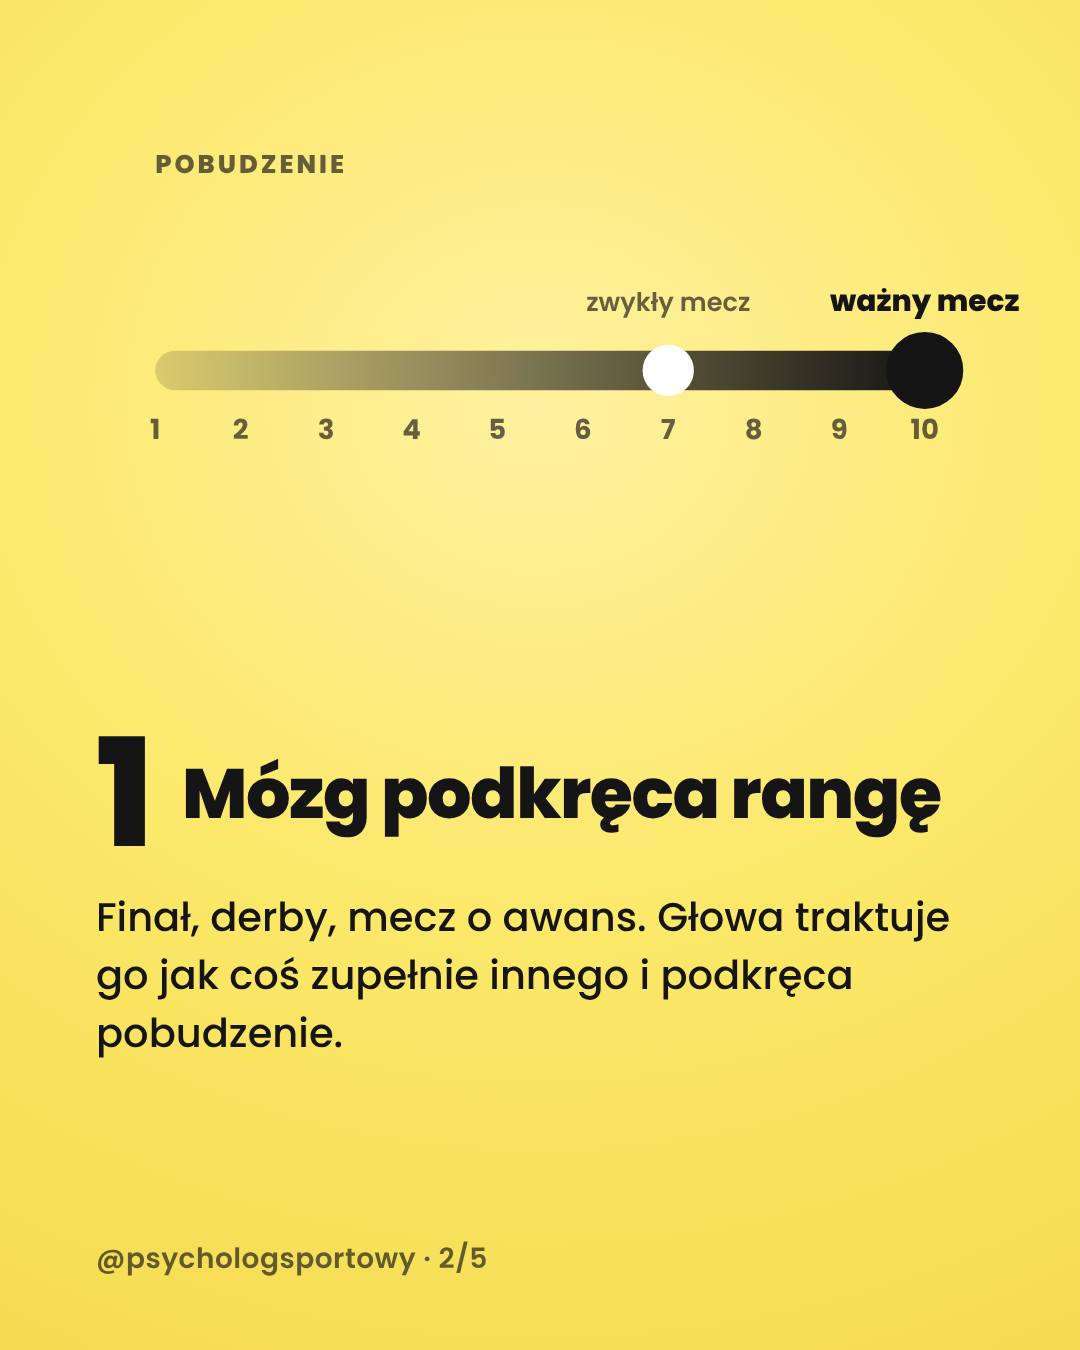 POBUDZENIE
zwykły mecz ważny mecz
1 2 3 4 5 6 7 8 9 10
1 Mózg podkręca rangę
Finał, derby, mecz o awans. Głowa traktuje
go jak coś zupełnie innego i podkręca
pobudzenie.
@psychologsportowy · 2/5